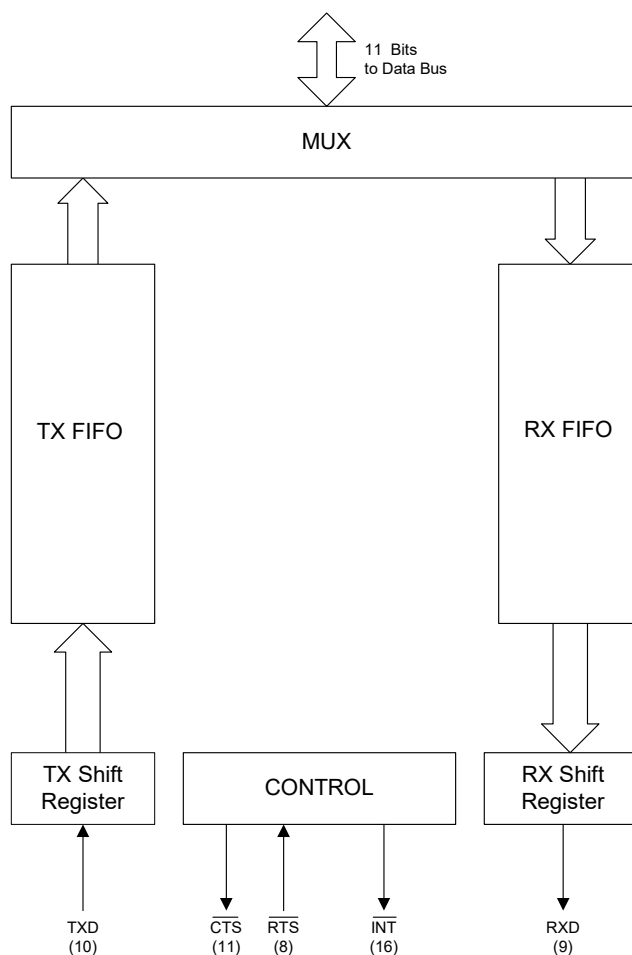 11 Bits
to Data Bus
MUX
TX FIFO
RX FIFO
TX Shift
Register
CONTROL
RX Shift
Register
TXD
(10)
CTS
(11)
RTS
(8)
INT
(16)
RXD
(9)